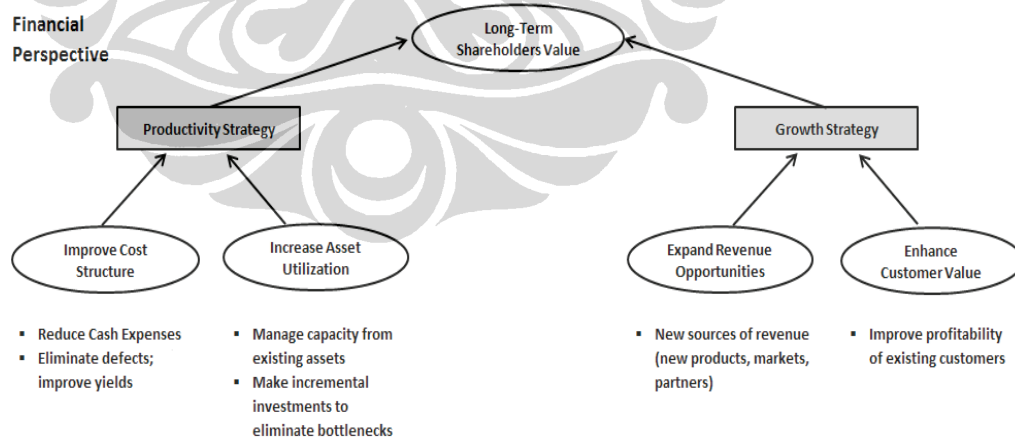 Financial
Perspective
Long-Term
Shareholders Value
Productivity Strategy
Growth Strategy
Improve Cost
Structure
Increase Asset
Utilization
Expand Revenue
Opportunities
Enhance
Customer Value
▪ Reduce Cash Expenses
▪ Eliminate defects;
improve yields
▪ Manage capacity from
existing assets
▪ Make incremental
investments to
eliminate bottlenecks
▪ New sources of revenue
(new products, markets,
partners)
▪ Improve profitability
of existing customers